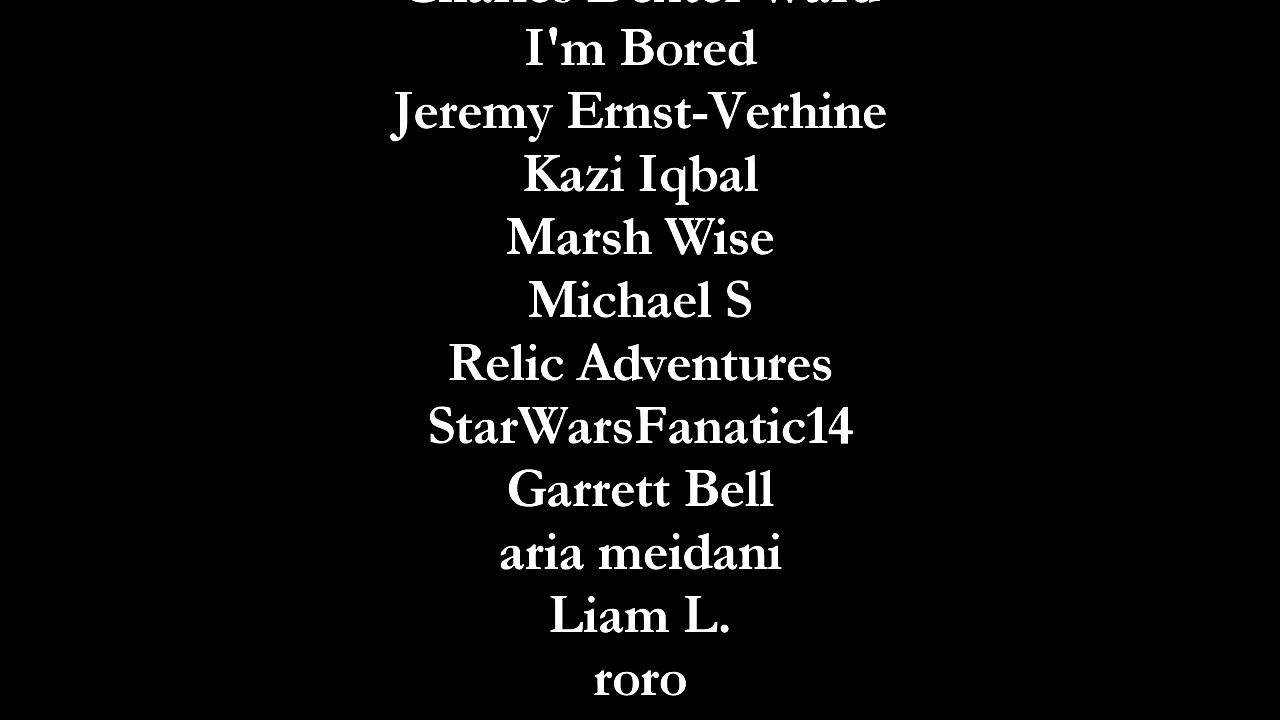 I'm Bored
Jeremy Ernst-Verhine
Kazi Iqbal
Marsh Wise
Michael S
Relic Adventures
StarWarsFanatic14
Garrett Bell
aria meidani
Liam L.
roro